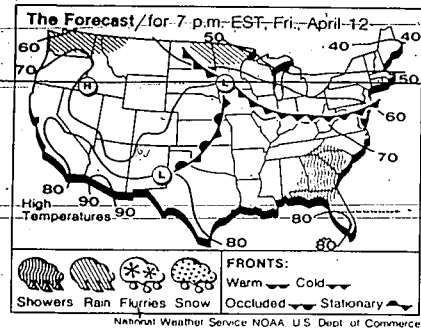 The Forecast/for 7 p.m. EST, Fri., April 12
60
70
50
40
40
H
L
50
60
70
L
80
90
90
High
Temperatures
80
80
80
Showers Rain Flurries Snow
FRONTS:
Warm Cold
Occluded Stationary
National Weather Service NOAA U S Dept of Commerce